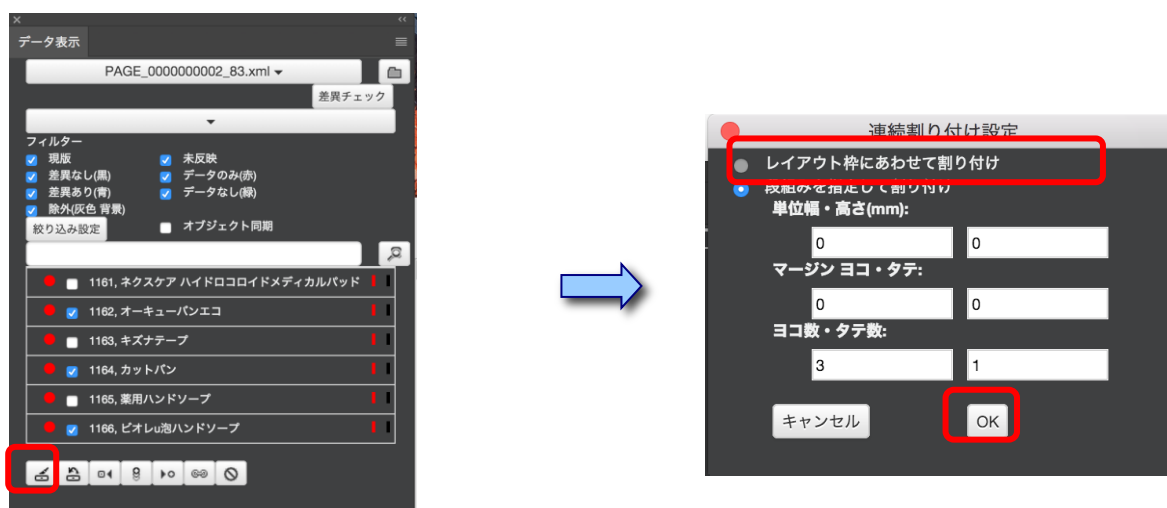 データ表示
PAGE_0000000002_83.xml
差異チェック
フィルター
現版
未反映
差異なし(黒)
データのみ(赤)
差異あり(青)
データなし(緑)
除外(灰色 背景)
絞り込み設定
オブジェクト同期
1161, ネクスケア ハイドロコロイドメディカルパッド
1162, オーキューバンエコ
1163, キズナテープ
1164, カットバン
1165, 薬用ハンドソープ
1166, ビオレu泡ハンドソープ
連続割り付け設定
レイアウト枠にあわせて割り付け
段組みを指定して割り付け
単位幅・高さ(mm):
0 0
マージン ヨコ・タテ:
0 0
ヨコ数・タテ数:
3 1
キャンセル OK